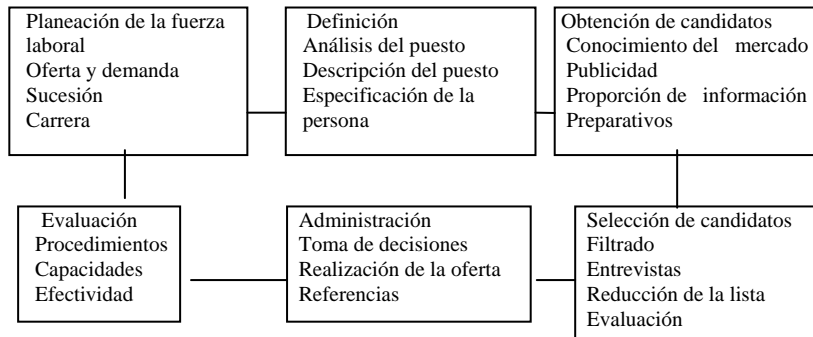 Planeación de la fuerza
laboral
Oferta y demanda
Sucesión
Carrera
Definición
Análisis del puesto
Descripción del puesto
Especificación de la
persona
Obtención de candidatos
Conocimiento del mercado
Publicidad
Proporción de información
Preparativos
Evaluación
Procedimientos
Capacidades
Efectividad
Administración
Toma de decisiones
Realización de la oferta
Referencias
Selección de candidatos
Filtrado
Entrevistas
Reducción de la lista
Evaluación